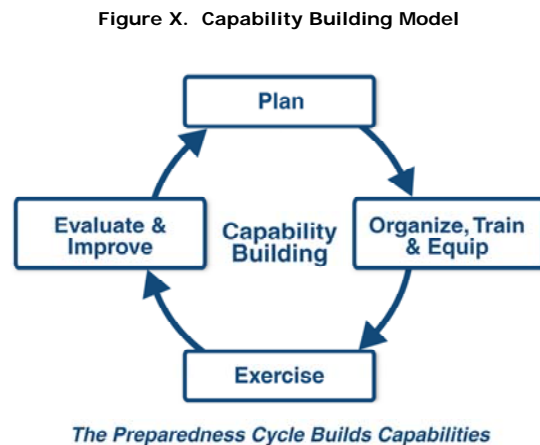 Figure X. Capability Building Model
Plan
Evaluate &
Improve
Capability
Building
Organize, Train
& Equip
Exercise
The Preparedness Cycle Builds Capabilities